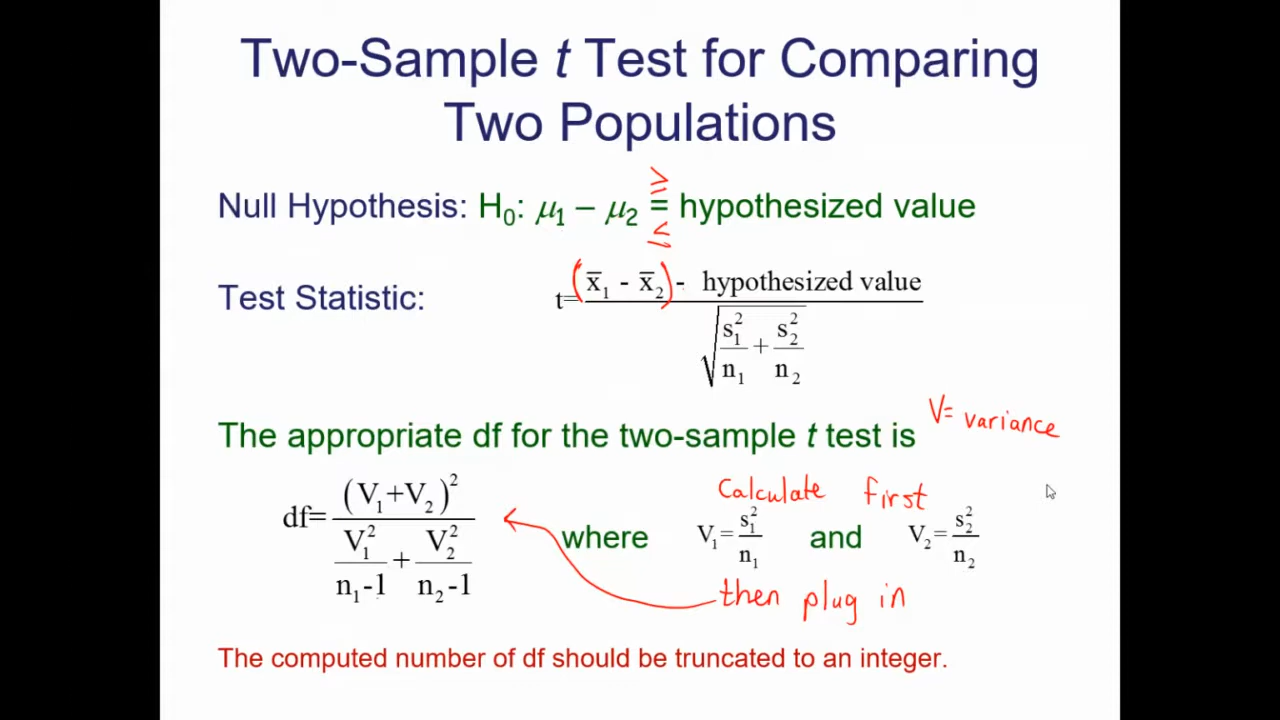 Two-Sample t Test for Comparing
Two Populations
≥
Null Hypothesis: H₀: μ₁ − μ₂ = hypothesized value
≤
Test Statistic: t= ((x̄₁ - x̄₂) - hypothesized value) / √(s₁²/n₁ + s₂²/n₂)
V= variance
The appropriate df for the two-sample t test is
Calculate first
df= (V₁+V₂)² / (V₁²/(n₁-1) + V₂²/(n₂-1)) where V₁= s₁²/n₁ and V₂= s₂²/n₂
then plug in
The computed number of df should be truncated to an integer.